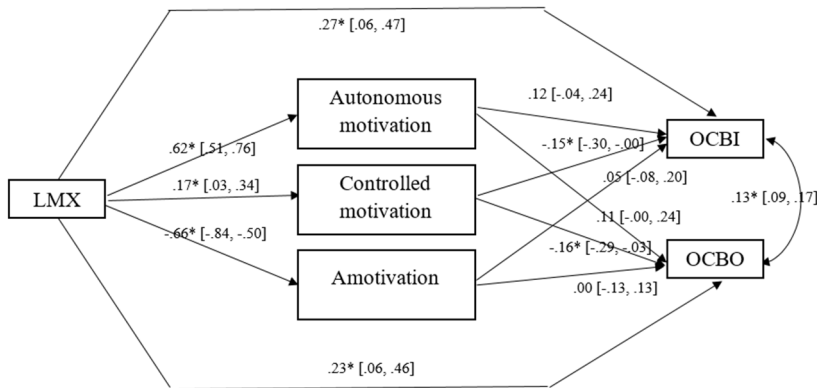 .27* [.06, .47]
Autonomous
motivation
.12 [-.04, .24]
OCBI
.62* [.51, .76]
-.15* [-.30, -.00]
.05 [-.08, .20]
Controlled
motivation
.17* [.03, .34]
LMX
.13* [.09, .17]
.11 [-.00, .24]
-.66* [-.84, -.50]
-.16* [-.29, -.03]
OCBO
Amotivation
.00 [-.13, .13]
.23* [.06, .46]